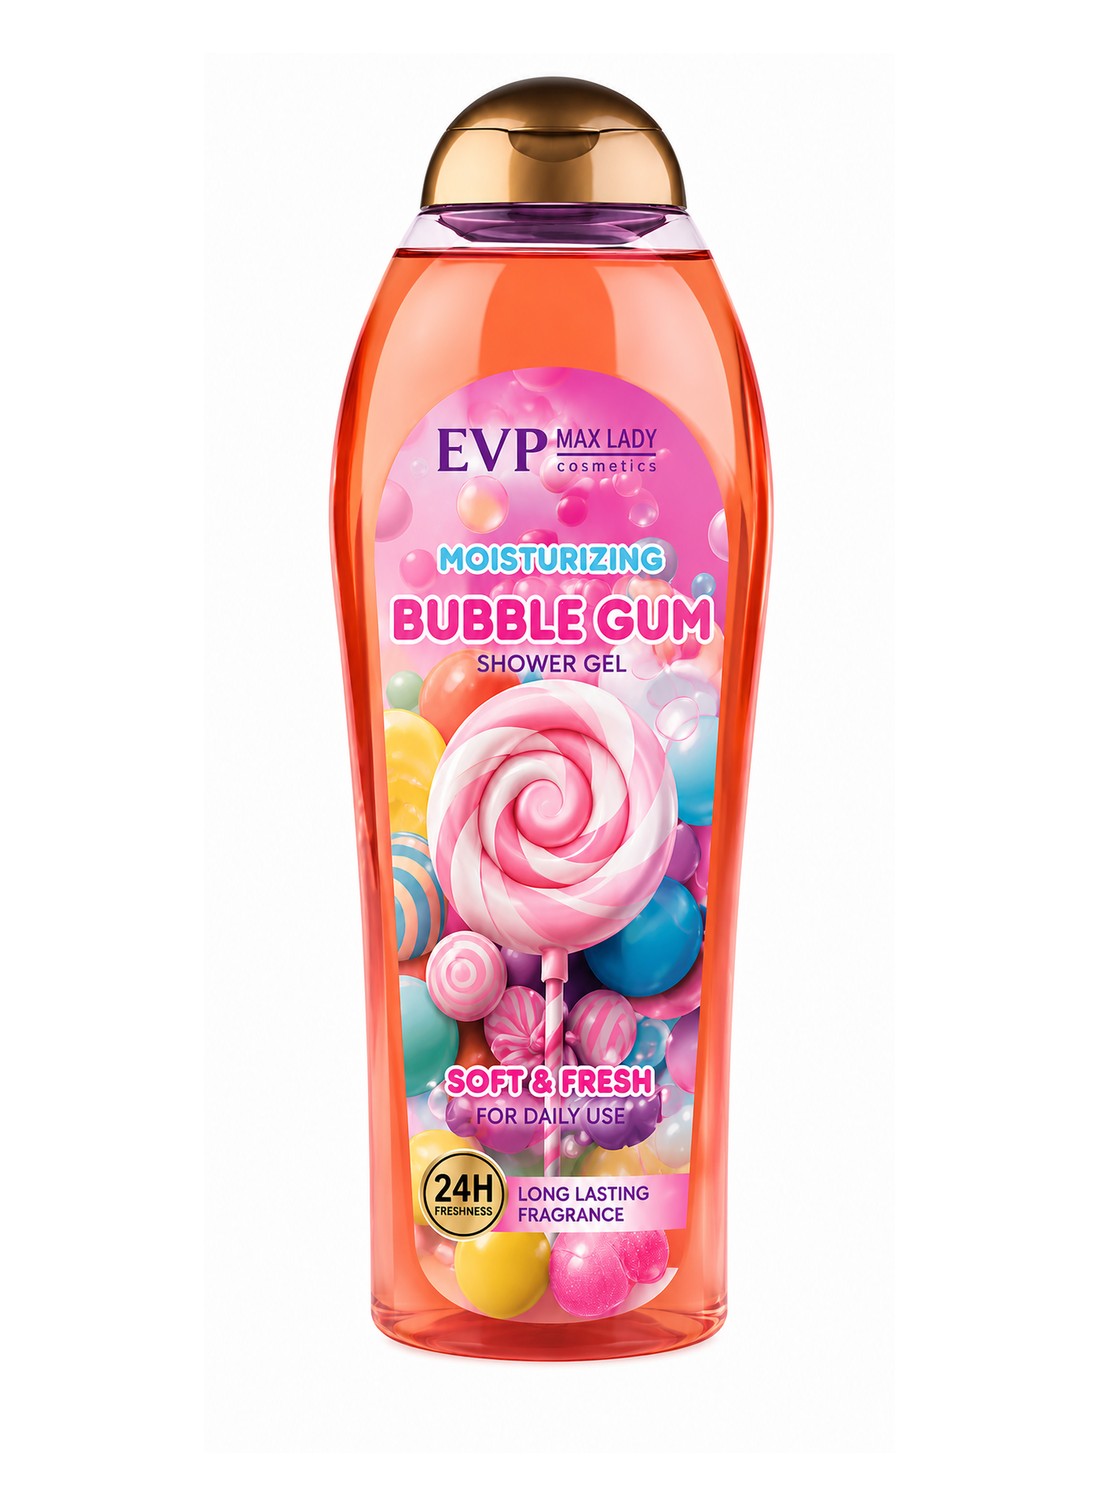 EVP MAX LADY
cosmetics
MOISTURIZING
BUBBLE GUM
SHOWER GEL
SOFT & FRESH
FOR DAILY USE
24H
FRESHNESS
LONG LASTING
FRAGRANCE